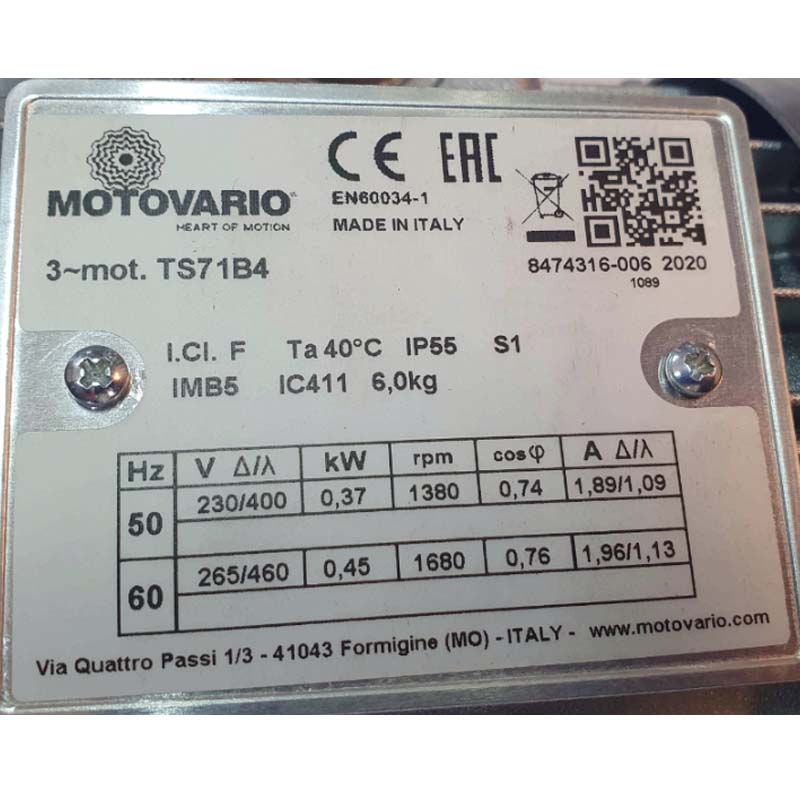 MOTOVARIO
HEART OF MOTION
CE EAC
EN60034-1
MADE IN ITALY
3~mot. TS71B4
8474316-006 2020
1089
I.Cl. F Ta 40°C IP55 S1
IMB5 IC411 6,0kg
Hz V Δ/λ kW rpm cosφ A Δ/λ
50 230/400 0,37 1380 0,74 1,89/1,09
60 265/460 0,45 1680 0,76 1,96/1,13
Via Quattro Passi 1/3 - 41043 Formigine (MO) - ITALY - www.motovario.com